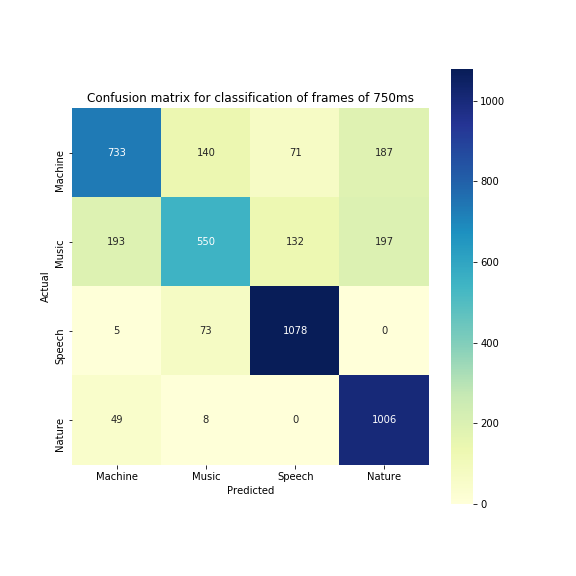 Confusion matrix for classification of frames of 750ms
Actual
Machine
733 140 71 187
Music
193 550 132 197
Speech
5 73 1078 0
Nature
49 8 0 1006
Machine Music Speech Nature
Predicted
1000
800
600
400
200
0